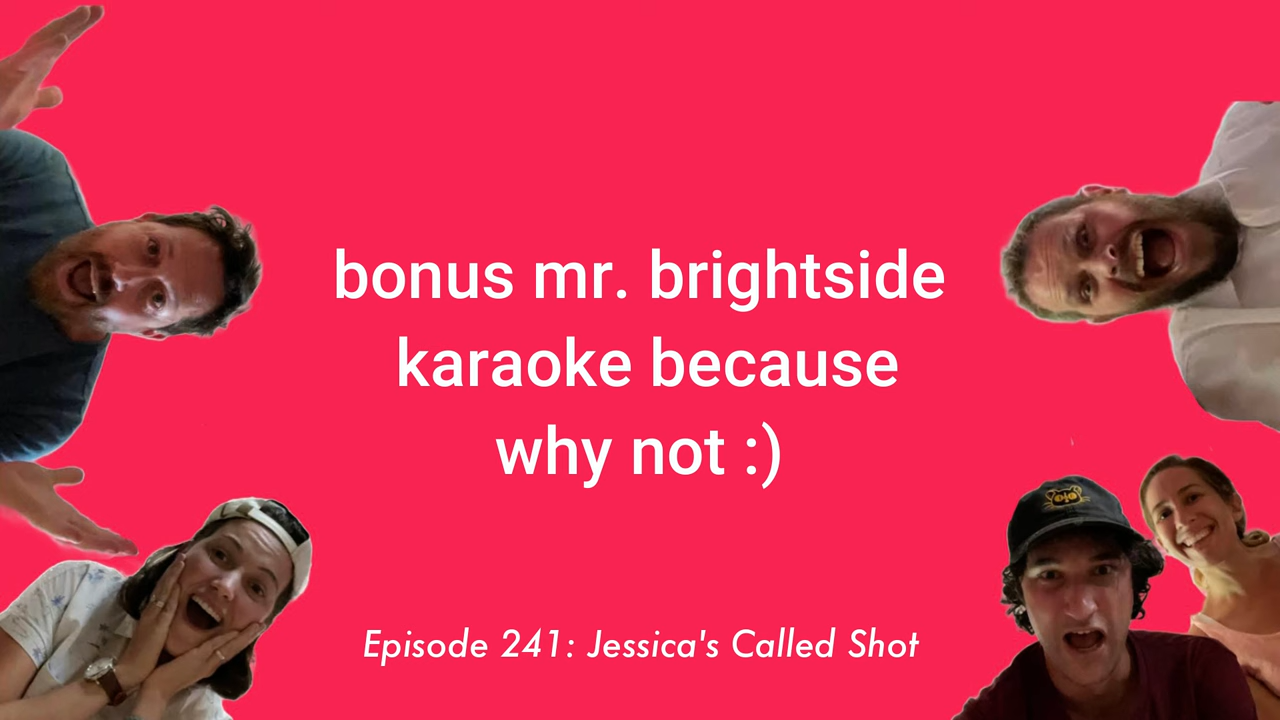 bonus mr. brightside
karaoke because
why not :)
Episode 241: Jessica's Called Shot